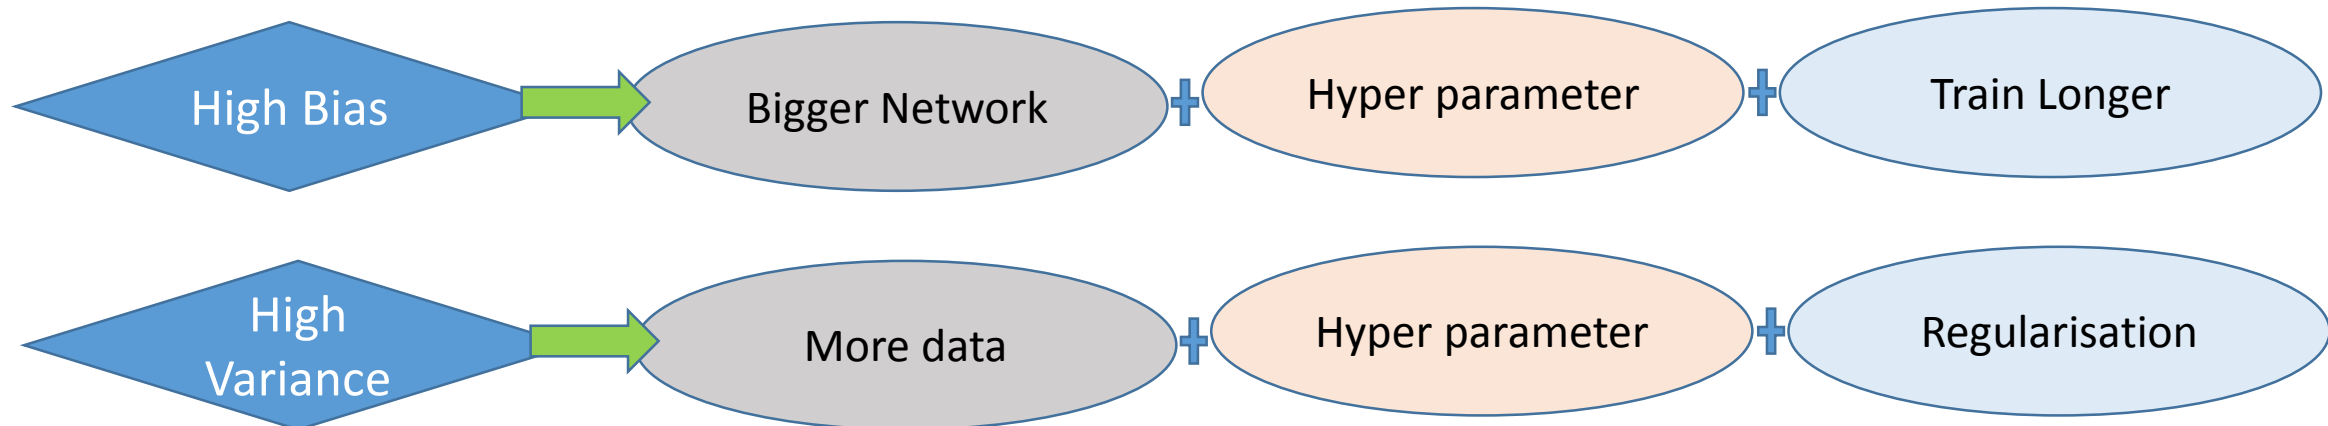 High Bias
Bigger Network
Hyper parameter
Train Longer
High
Variance
More data
Hyper parameter
Regularisation